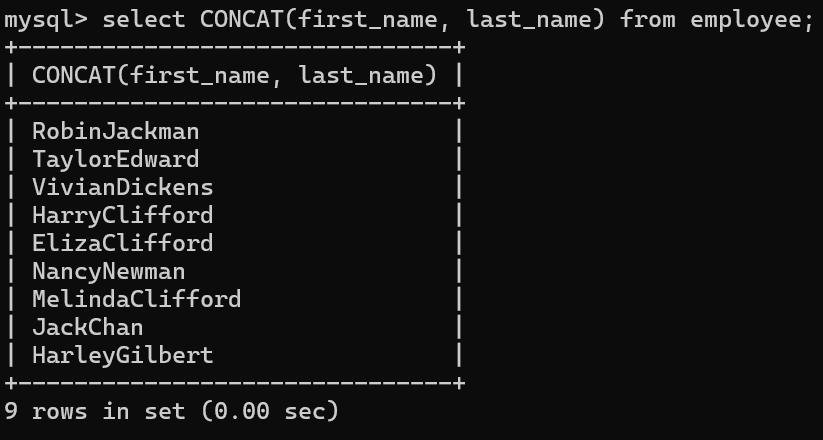 mysql> select CONCAT(first_name, last_name) from employee;
+-------------------------------+
| CONCAT(first_name, last_name) |
+-------------------------------+
| RobinJackman                  |
| TaylorEdward                  |
| VivianDickens                 |
| HarryClifford                 |
| ElizaClifford                 |
| NancyNewman                   |
| MelindaClifford               |
| JackChan                      |
| HarleyGilbert                 |
+-------------------------------+
9 rows in set (0.00 sec)